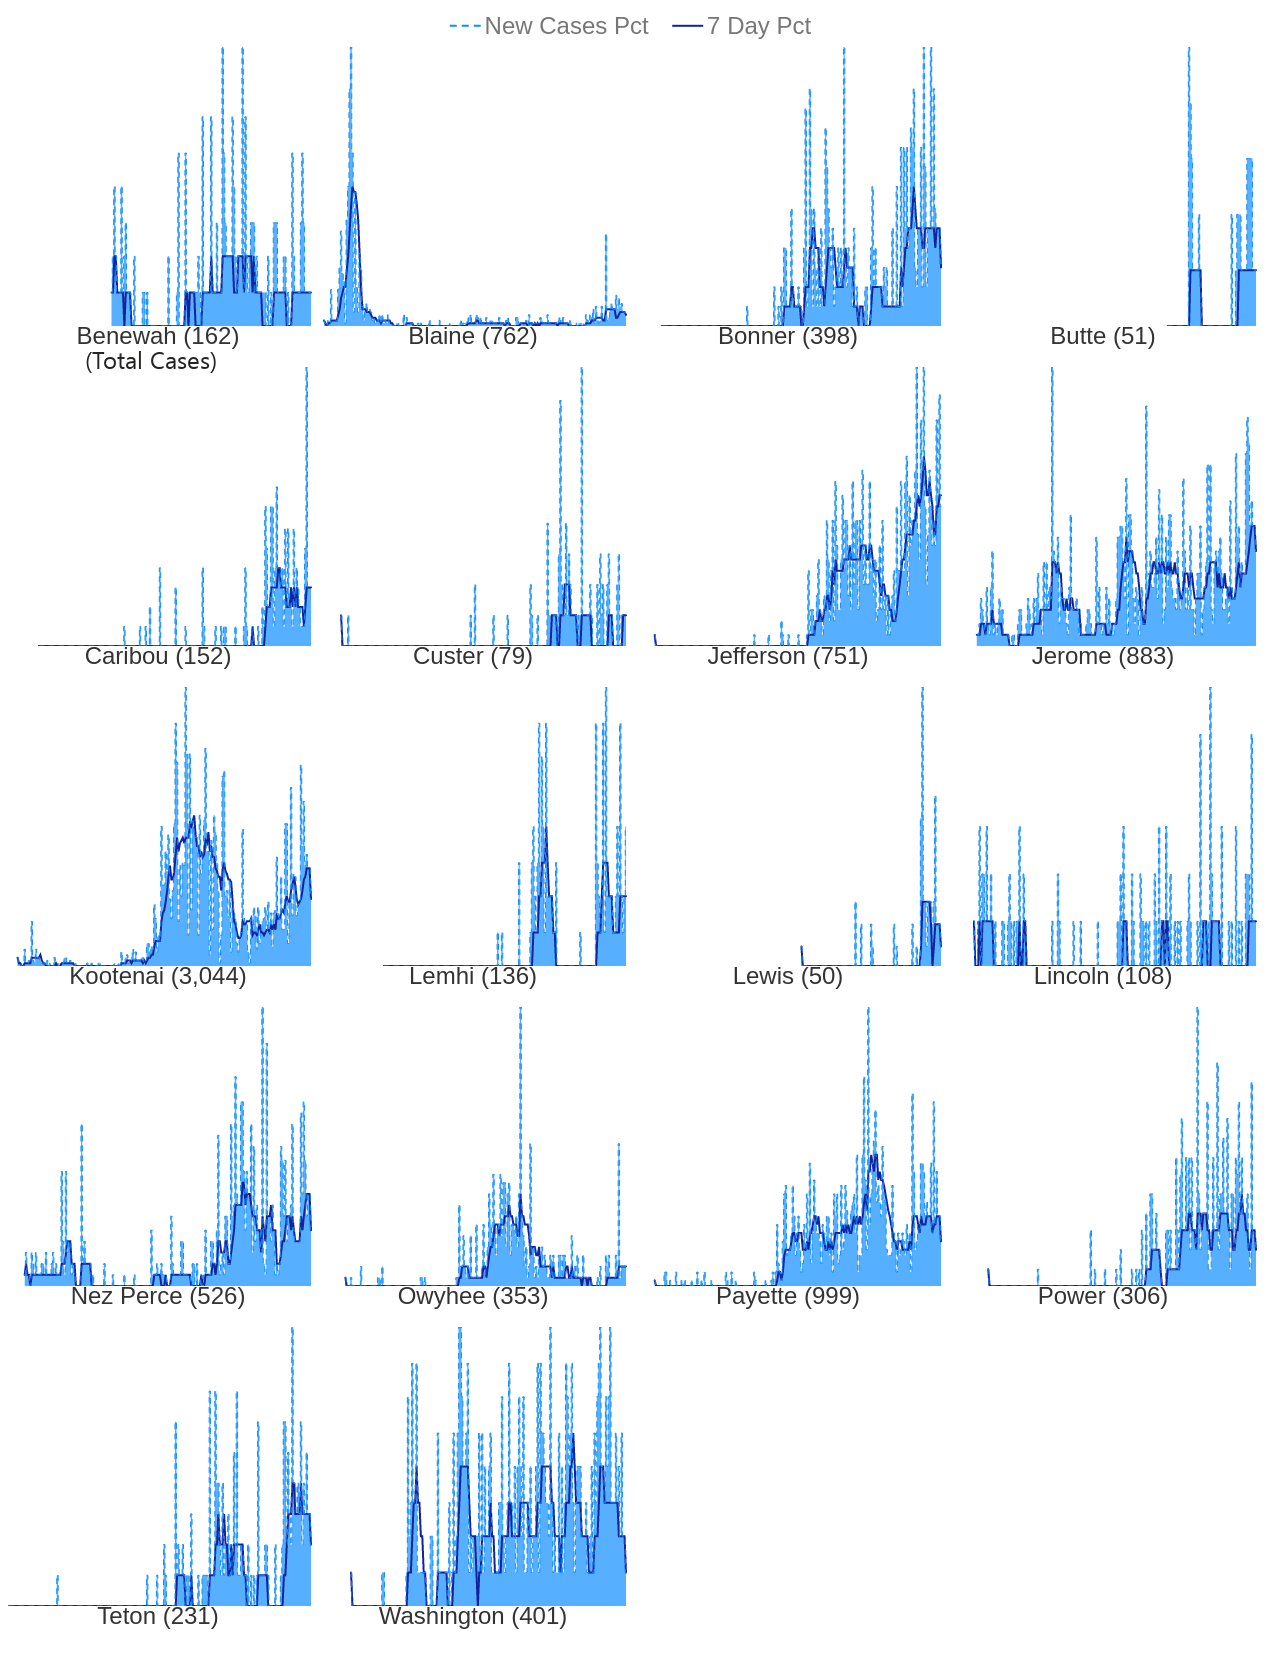 New Cases Pct 7 Day Pct
Benewah (162) Blaine (762) Bonner (398) Butte (51)
(Total Cases)
Caribou (152) Custer (79) Jefferson (751) Jerome (883)
Kootenai (3,044) Lemhi (136) Lewis (50) Lincoln (108)
Nez Perce (526) Owyhee (353) Payette (999) Power (306)
Teton (231) Washington (401)